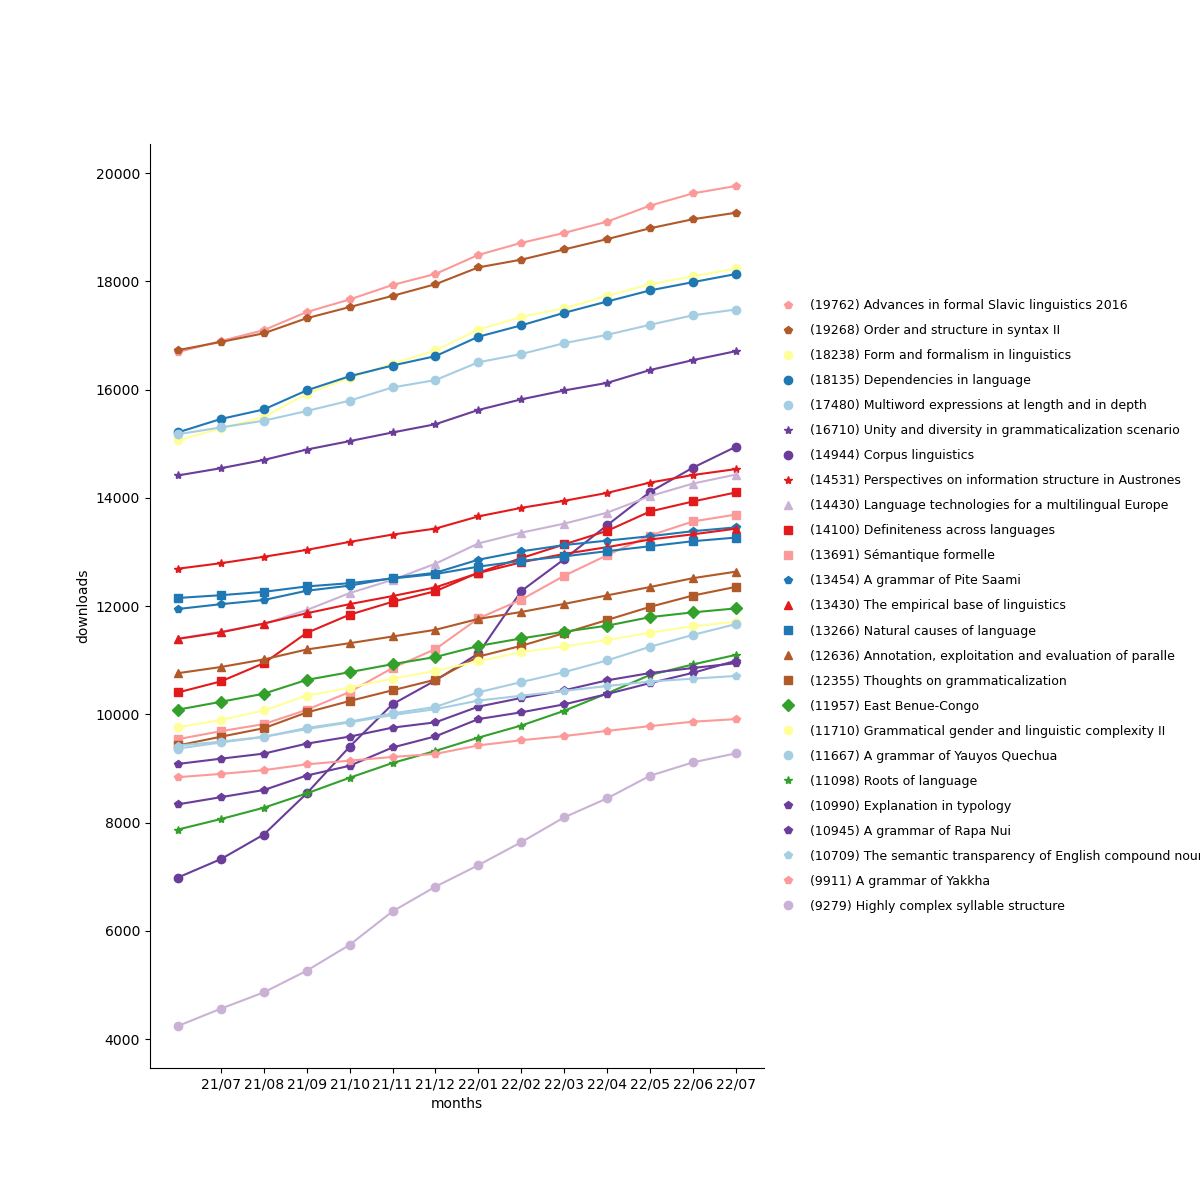 20000
18000
16000
14000
12000
10000
8000
6000
4000
downloads
21/07 21/08 21/09 21/10 21/11 21/12 22/01 22/02 22/03 22/04 22/05 22/06 22/07
months
(19762) Advances in formal Slavic linguistics 2016
(19268) Order and structure in syntax II
(18238) Form and formalism in linguistics
(18135) Dependencies in language
(17480) Multiword expressions at length and in depth
(16710) Unity and diversity in grammaticalization scenario
(14944) Corpus linguistics
(14531) Perspectives on information structure in Austrones
(14430) Language technologies for a multilingual Europe
(14100) Definiteness across languages
(13691) Sémantique formelle
(13454) A grammar of Pite Saami
(13430) The empirical base of linguistics
(13266) Natural causes of language
(12636) Annotation, exploitation and evaluation of paralle
(12355) Thoughts on grammaticalization
(11957) East Benue-Congo
(11710) Grammatical gender and linguistic complexity II
(11667) A grammar of Yauyos Quechua
(11098) Roots of language
(10990) Explanation in typology
(10945) A grammar of Rapa Nui
(10709) The semantic transparency of English compound nou
(9911) A grammar of Yakkha
(9279) Highly complex syllable structure